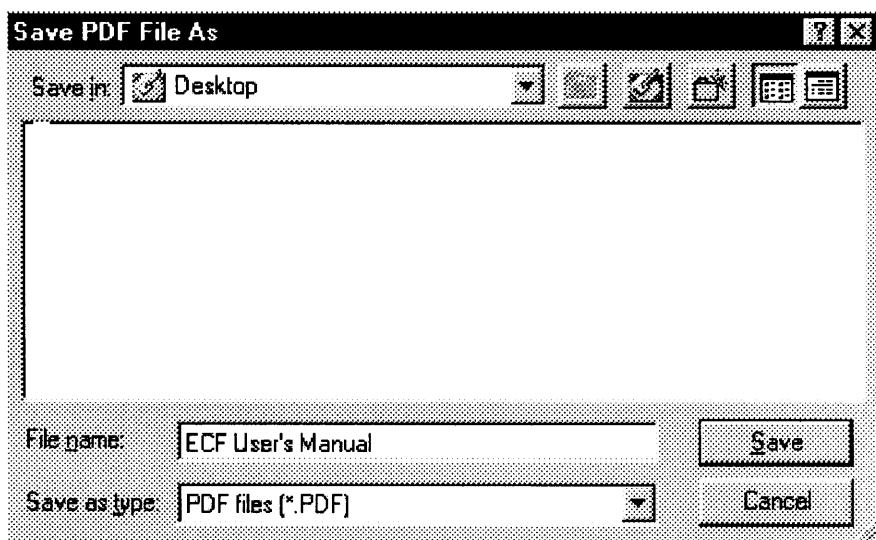 Save PDF File As
Save in: Desktop
File name: ECF User's Manual
Save
Save as type: PDF files (*.PDF)
Cancel